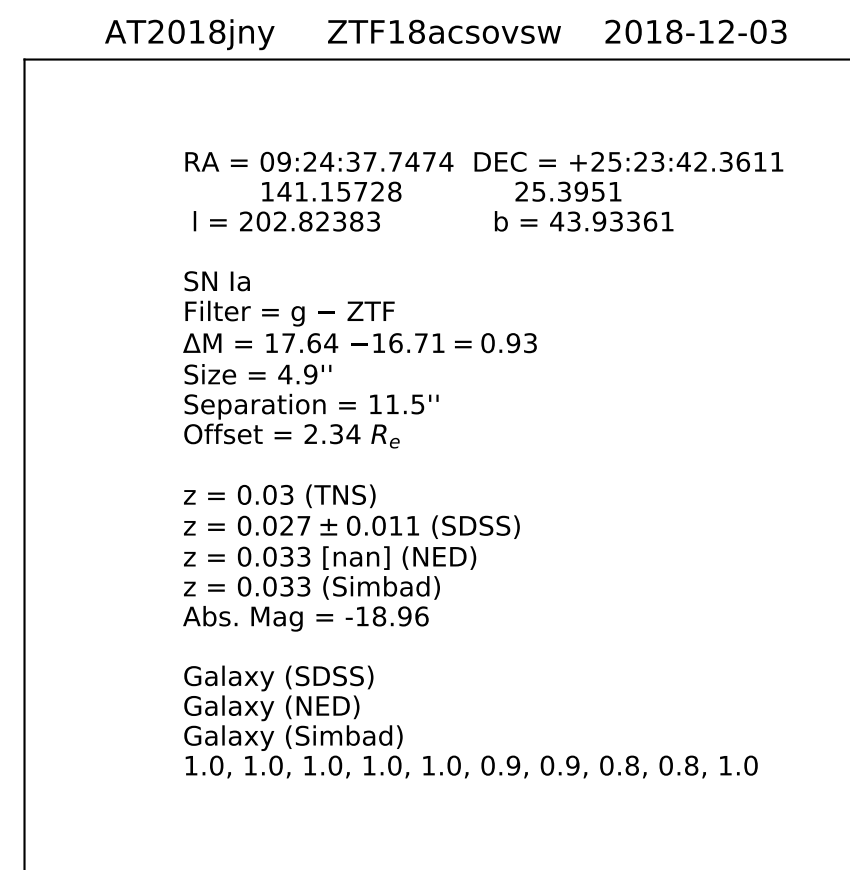 AT2018jny ZTF18acsovsw 2018-12-03
RA = 09:24:37.7474 DEC = +25:23:42.3611
141.15728 25.3951
l = 202.82383 b = 43.93361
SN Ia
Filter = g − ZTF
ΔM = 17.64 −16.71 = 0.93
Size = 4.9''
Separation = 11.5''
Offset = 2.34 Re
z = 0.03 (TNS)
z = 0.027 ± 0.011 (SDSS)
z = 0.033 [nan] (NED)
z = 0.033 (Simbad)
Abs. Mag = -18.96
Galaxy (SDSS)
Galaxy (NED)
Galaxy (Simbad)
1.0, 1.0, 1.0, 1.0, 1.0, 0.9, 0.9, 0.8, 0.8, 1.0